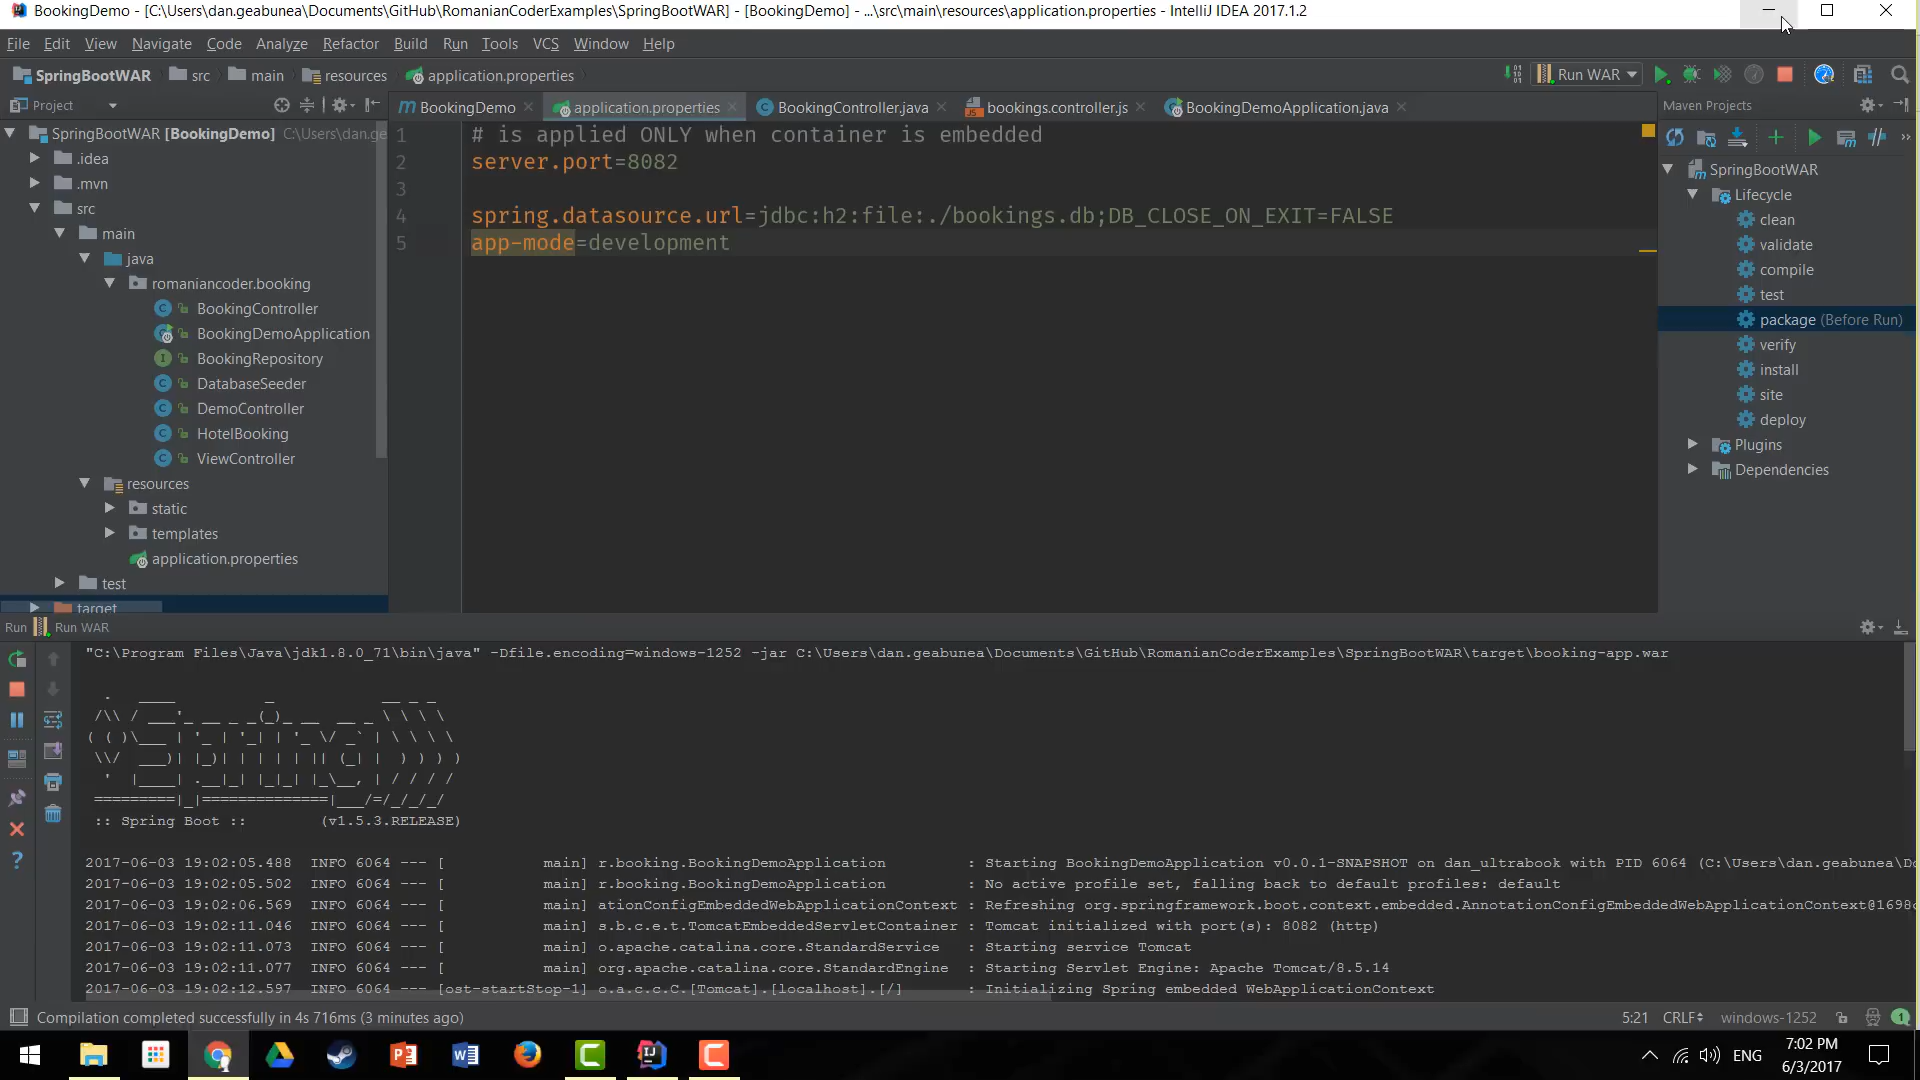 BookingDemo - [C:\Users\dan.geabunea\Documents\GitHub\RomanianCoderExamples\SpringBootWAR] - [BookingDemo] - ...\src\main\resources\application.properties - IntelliJ IDEA 2017.1.2
File Edit View Navigate Code Analyze Refactor Build Run Tools VCS Window Help
SpringBootWAR src main resources application.properties Run WAR
Project BookingDemo application.properties BookingController.java bookings.controller.js BookingDemoApplication.java Maven Projects
SpringBootWAR [BookingDemo] C:\Users\dan.ge
.idea
.mvn
src
main
java
romaniancoder.booking
BookingController
BookingDemoApplication
BookingRepository
DatabaseSeeder
DemoController
HotelBooking
ViewController
resources
static
templates
application.properties
test
target
1 # is applied ONLY when container is embedded
2 server.port=8082
3
4 spring.datasource.url=jdbc:h2:file:./bookings.db;DB_CLOSE_ON_EXIT=FALSE
5 app-mode=development
SpringBootWAR
Lifecycle
clean
validate
compile
test
package (Before Run)
verify
install
site
deploy
Plugins
Dependencies
Run Run WAR
"C:\Program Files\Java\jdk1.8.0_71\bin\java" -Dfile.encoding=windows-1252 -jar C:\Users\dan.geabunea\Documents\GitHub\RomanianCoderExamples\SpringBootWAR\target\booking-app.war
:: Spring Boot :: (v1.5.3.RELEASE)
2017-06-03 19:02:05.488 INFO 6064 --- [ main] r.booking.BookingDemoApplication : Starting BookingDemoApplication v0.0.1-SNAPSHOT on dan_ultrabook with PID 6064 (C:\Users\dan.geabunea\Do
2017-06-03 19:02:05.502 INFO 6064 --- [ main] r.booking.BookingDemoApplication : No active profile set, falling back to default profiles: default
2017-06-03 19:02:06.569 INFO 6064 --- [ main] ationConfigEmbeddedWebApplicationContext : Refreshing org.springframework.boot.context.embedded.AnnotationConfigEmbeddedWebApplicationContext@1698c
2017-06-03 19:02:11.046 INFO 6064 --- [ main] s.b.c.e.t.TomcatEmbeddedServletContainer : Tomcat initialized with port(s): 8082 (http)
2017-06-03 19:02:11.073 INFO 6064 --- [ main] o.apache.catalina.core.StandardService : Starting service Tomcat
2017-06-03 19:02:11.077 INFO 6064 --- [ main] org.apache.catalina.core.StandardEngine : Starting Servlet Engine: Apache Tomcat/8.5.14
2017-06-03 19:02:12.597 INFO 6064 --- [ost-startStop-1] o.a.c.c.C.[Tomcat].[localhost].[/] : Initializing Spring embedded WebApplicationContext
Compilation completed successfully in 4s 716ms (3 minutes ago) 5:21 CRLF windows-1252 1
ENG 7:02 PM
6/3/2017